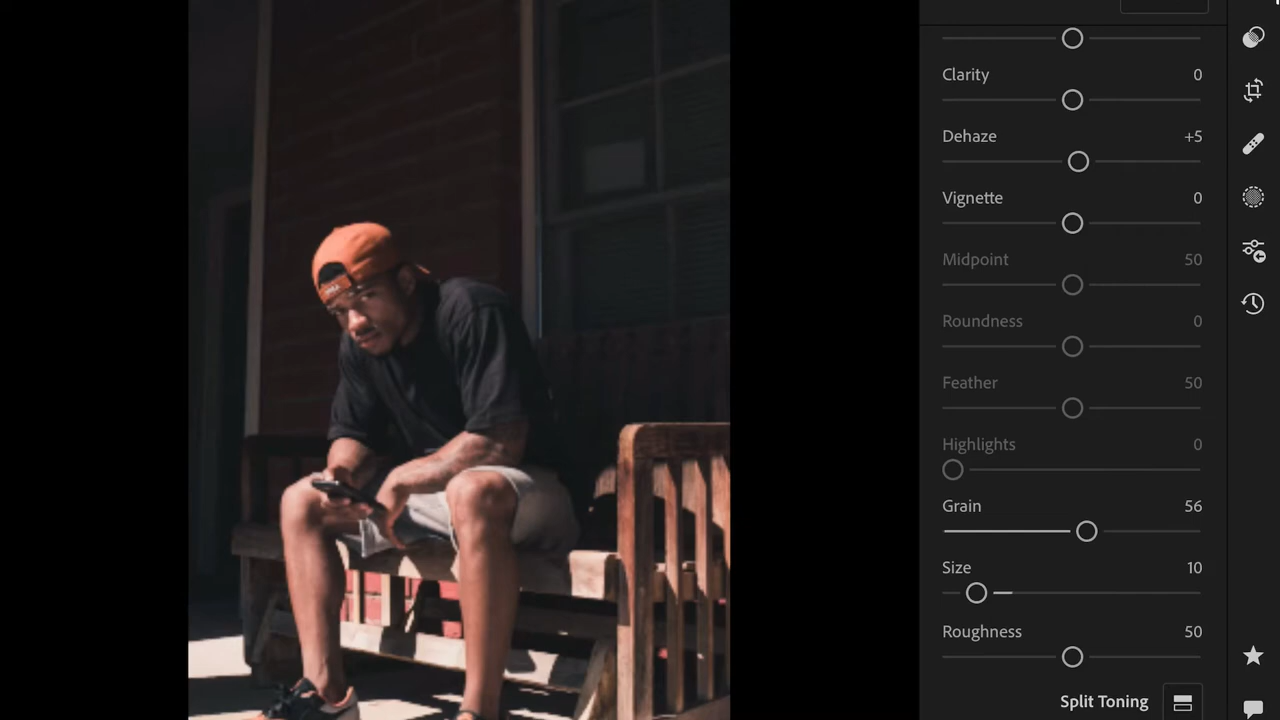 Clarity 0
Dehaze +5
Vignette 0
Midpoint 50
Roundness 0
Feather 50
Highlights 0
Grain 56
Size 10
Roughness 50
Split Toning